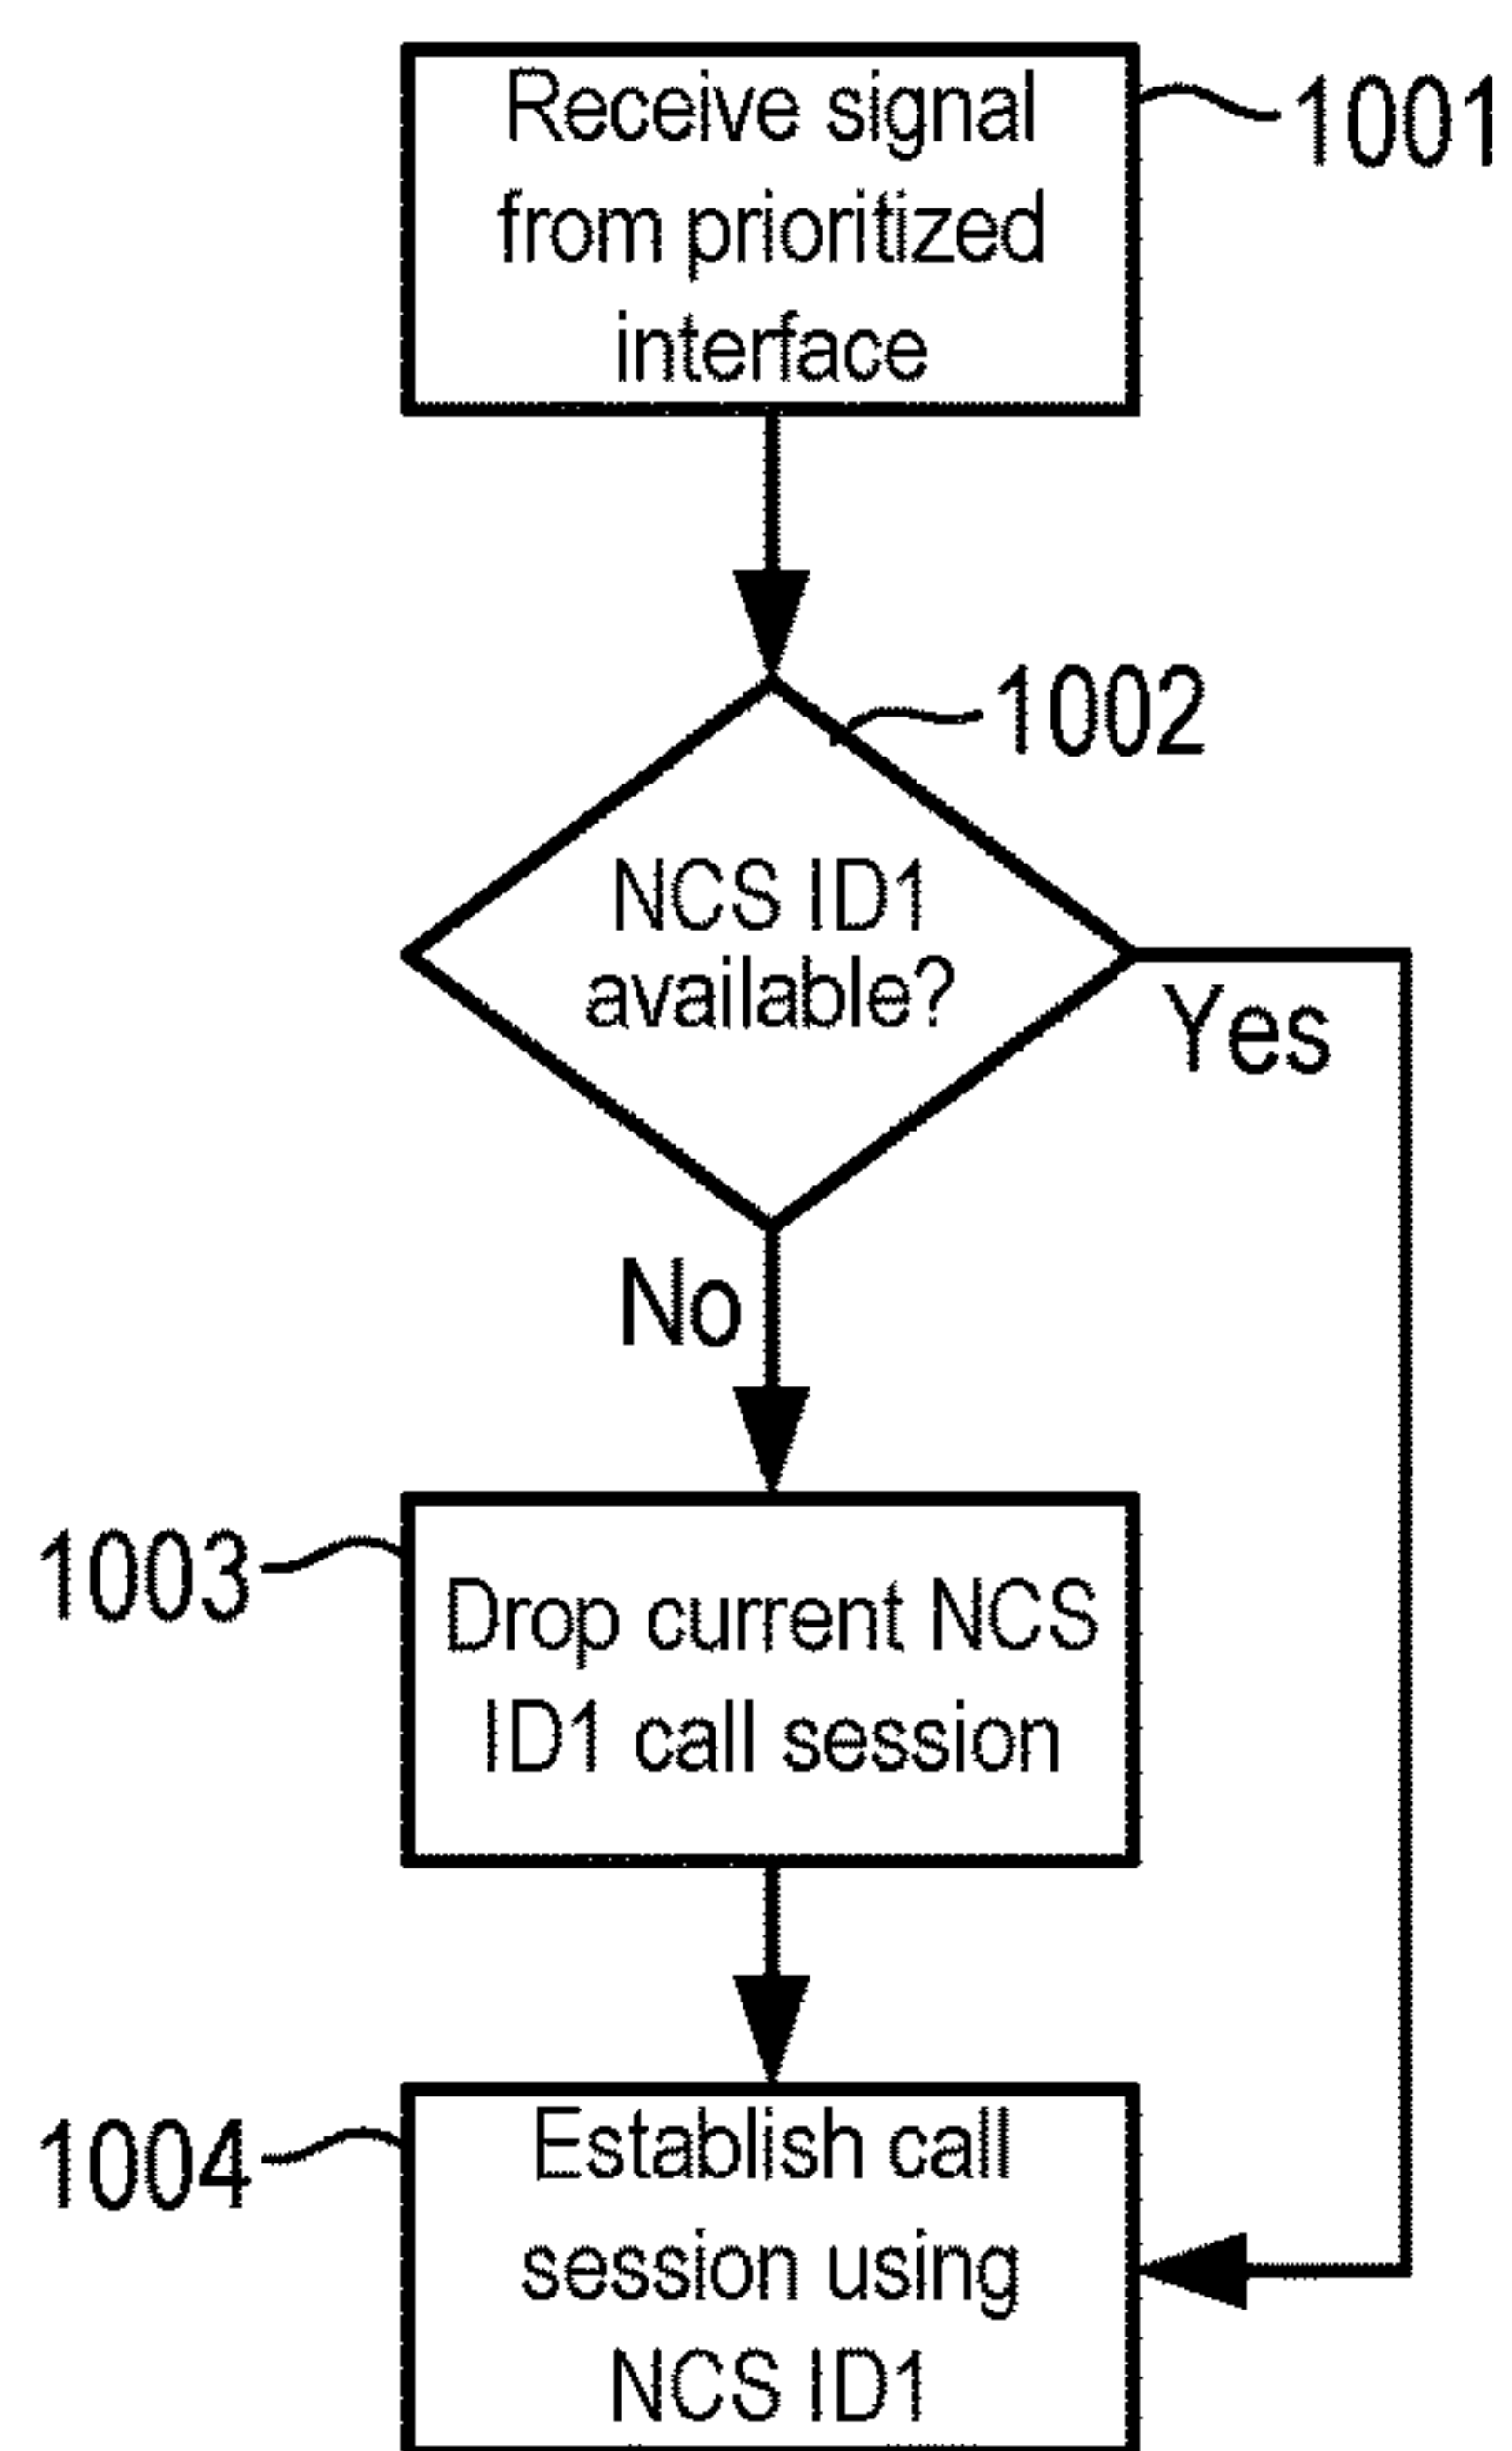 Receive signal
from prioritized
interface
1001
1002
NCS ID1
available?
Yes
No
1003
Drop current NCS
ID1 call session
1004
Establish call
session using
NCS ID1